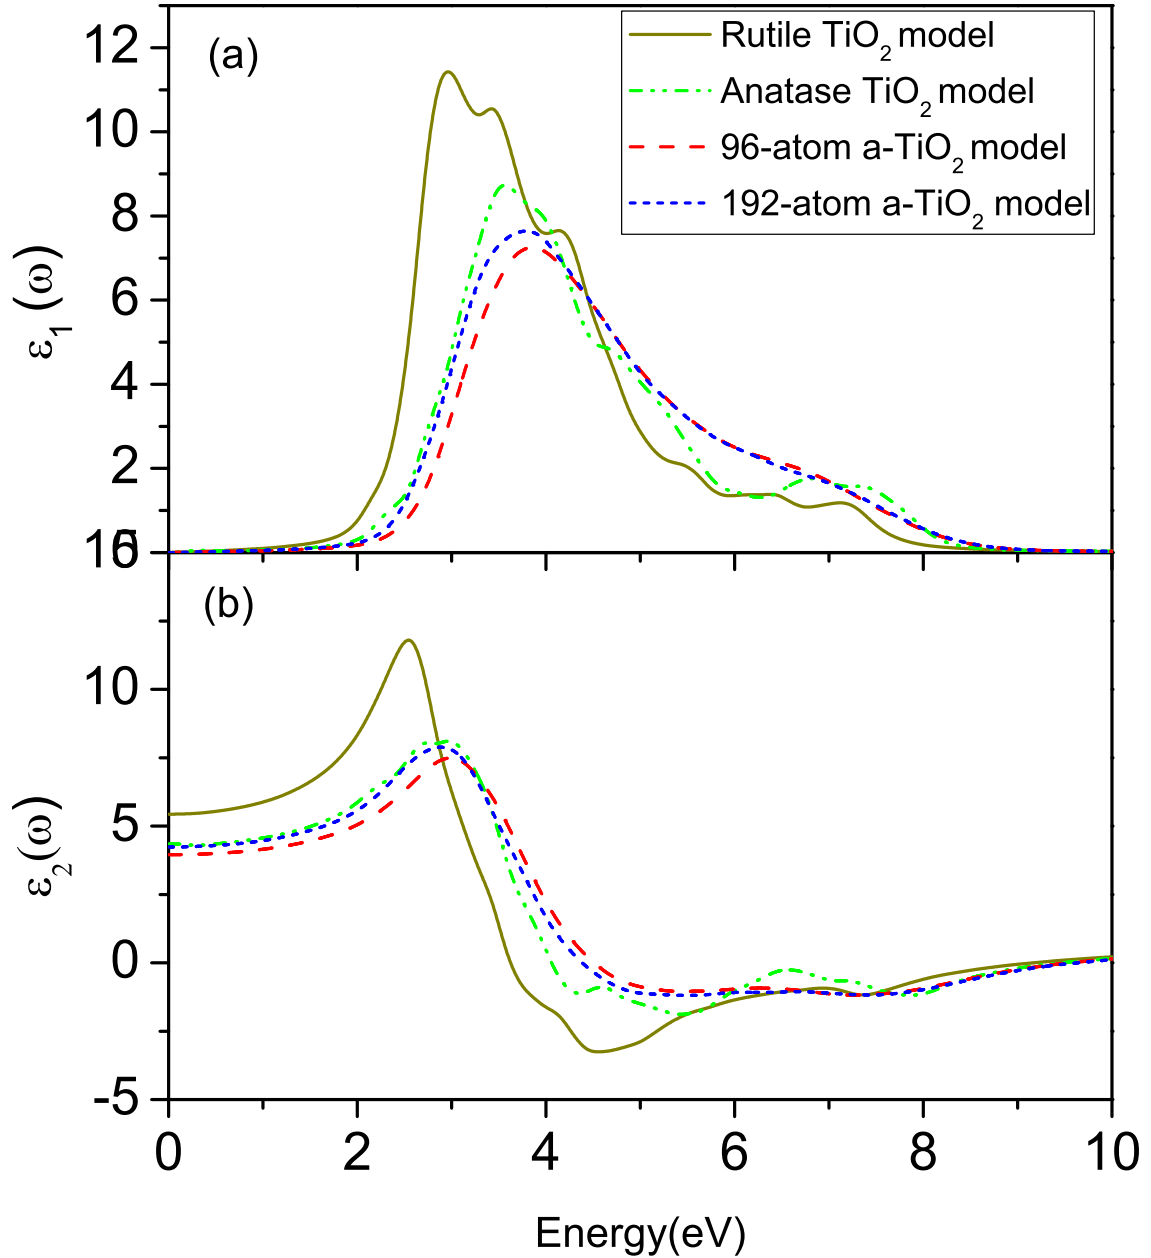 (a)
Rutile TiO₂ model
Anatase TiO₂ model
96-atom a-TiO₂ model
192-atom a-TiO₂ model
12
10
8
6
4
2
ε₁ (ω)
(b)
15
10
5
0
-5
ε₂(ω)
0 2 4 6 8 10
Energy(eV)